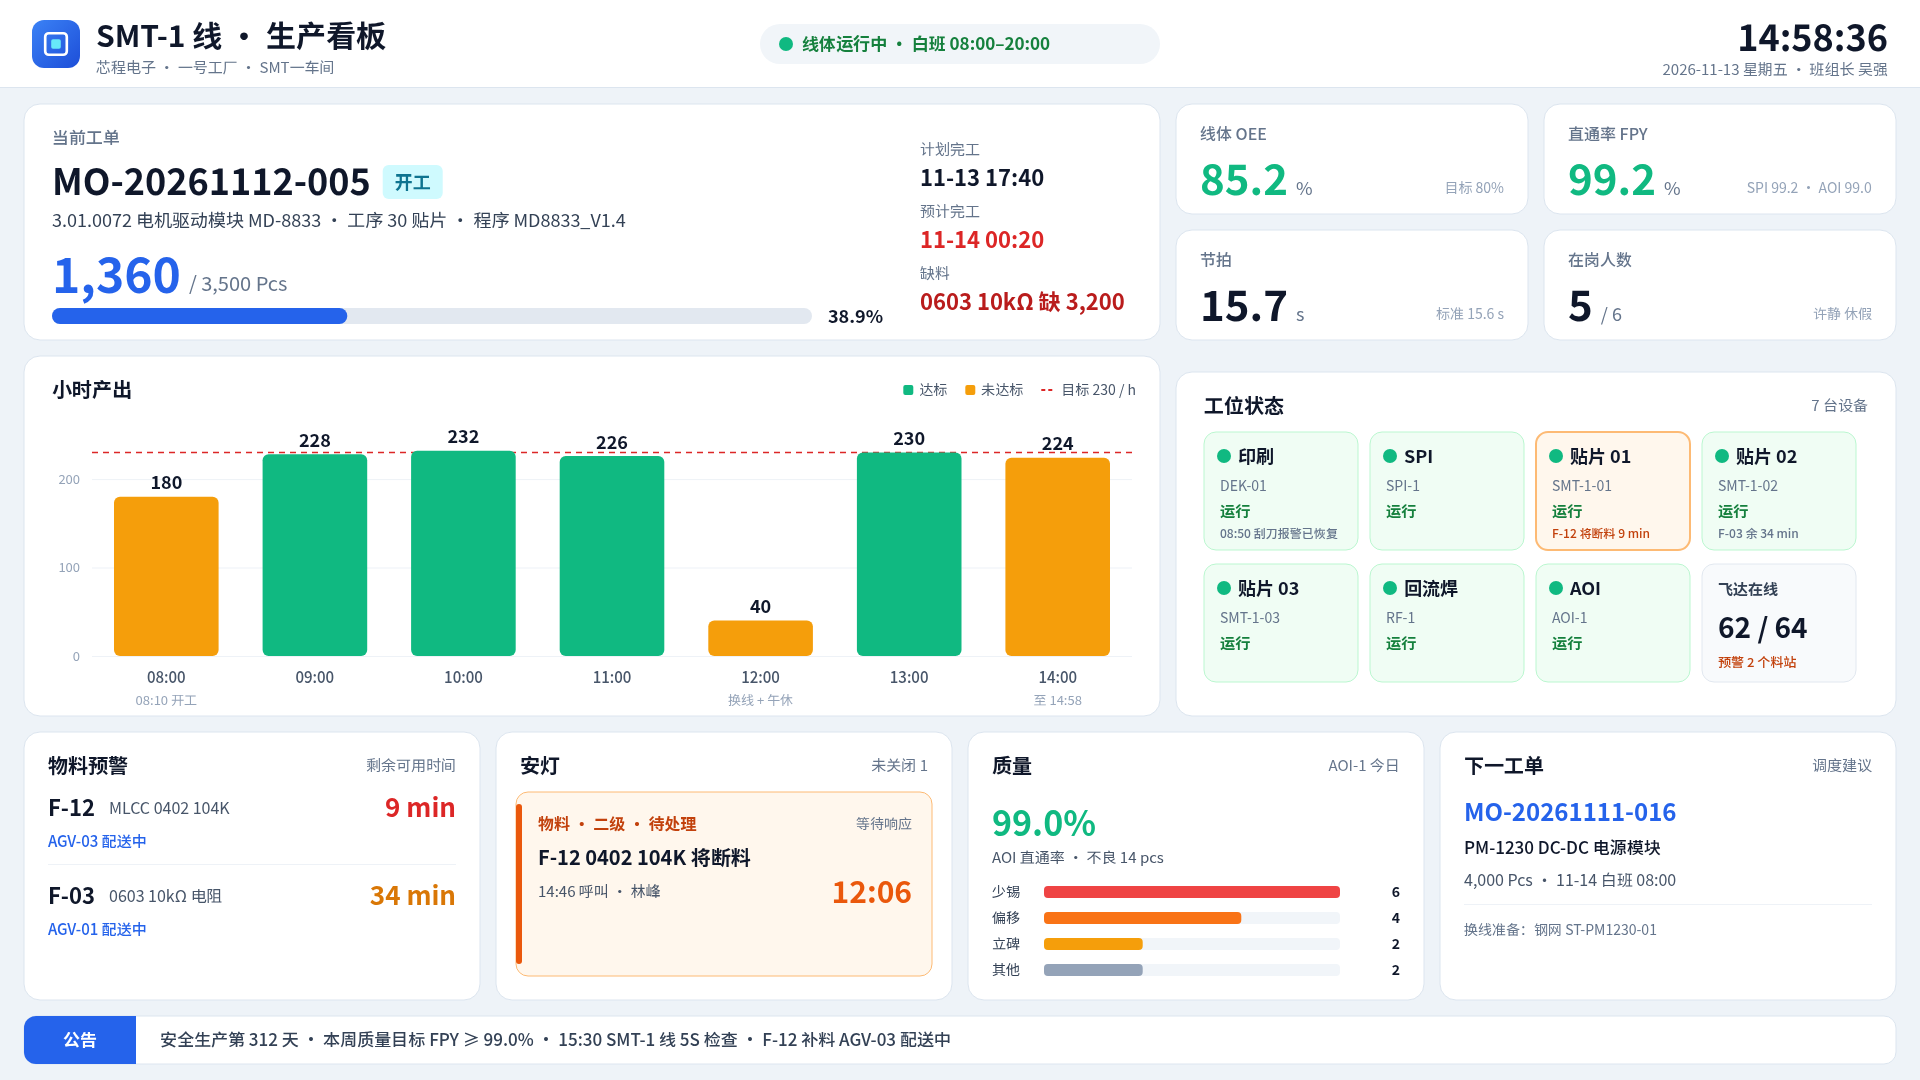 SMT-1 线 · 生产看板
芯程电子 · 一号工厂 · SMT一车间
线体运行中 · 白班 08:00–20:00
14:58:36
2026-11-13 星期五 · 班组长 吴强
当前工单
MO-20261112-005 开工
3.01.0072 电机驱动模块 MD-8833 · 工序 30 贴片 · 程序 MD8833_V1.4
1,360 / 3,500 Pcs
38.9%
计划完工
11-13 17:40
预计完工
11-14 00:20
缺料
0603 10kΩ 缺 3,200
线体 OEE
85.2 % 目标 80%
直通率 FPY
99.2 % SPI 99.2 · AOI 99.0
节拍
15.7 s 标准 15.6 s
在岗人数
5 / 6 许静 休假
小时产出
达标 未达标 目标 230 / h
200
100
0
180
228
232
226
40
230
224
08:00
09:00
10:00
11:00
12:00
13:00
14:00
08:10 开工
换线 + 午休
至 14:58
工位状态 7 台设备
印刷
DEK-01
运行
08:50 刮刀报警已恢复
SPI
SPI-1
运行
贴片 01
SMT-1-01
运行
F-12 将断料 9 min
贴片 02
SMT-1-02
运行
F-03 余 34 min
贴片 03
SMT-1-03
运行
回流焊
RF-1
运行
AOI
AOI-1
运行
飞达在线
62 / 64
预警 2 个料站
物料预警 剩余可用时间
F-12 MLCC 0402 104K 9 min
AGV-03 配送中
F-03 0603 10kΩ 电阻 34 min
AGV-01 配送中
安灯 未关闭 1
物料 · 二级 · 待处理 等待响应
F-12 0402 104K 将断料
14:46 呼叫 · 林峰 12:06
质量 AOI-1 今日
99.0%
AOI 直通率 · 不良 14 pcs
少锡 6
偏移 4
立碑 2
其他 2
下一工单 调度建议
MO-20261111-016
PM-1230 DC-DC 电源模块
4,000 Pcs · 11-14 白班 08:00
换线准备：钢网 ST-PM1230-01
公告 安全生产第 312 天 · 本周质量目标 FPY ≥ 99.0% · 15:30 SMT-1 线 5S 检查 · F-12 补料 AGV-03 配送中